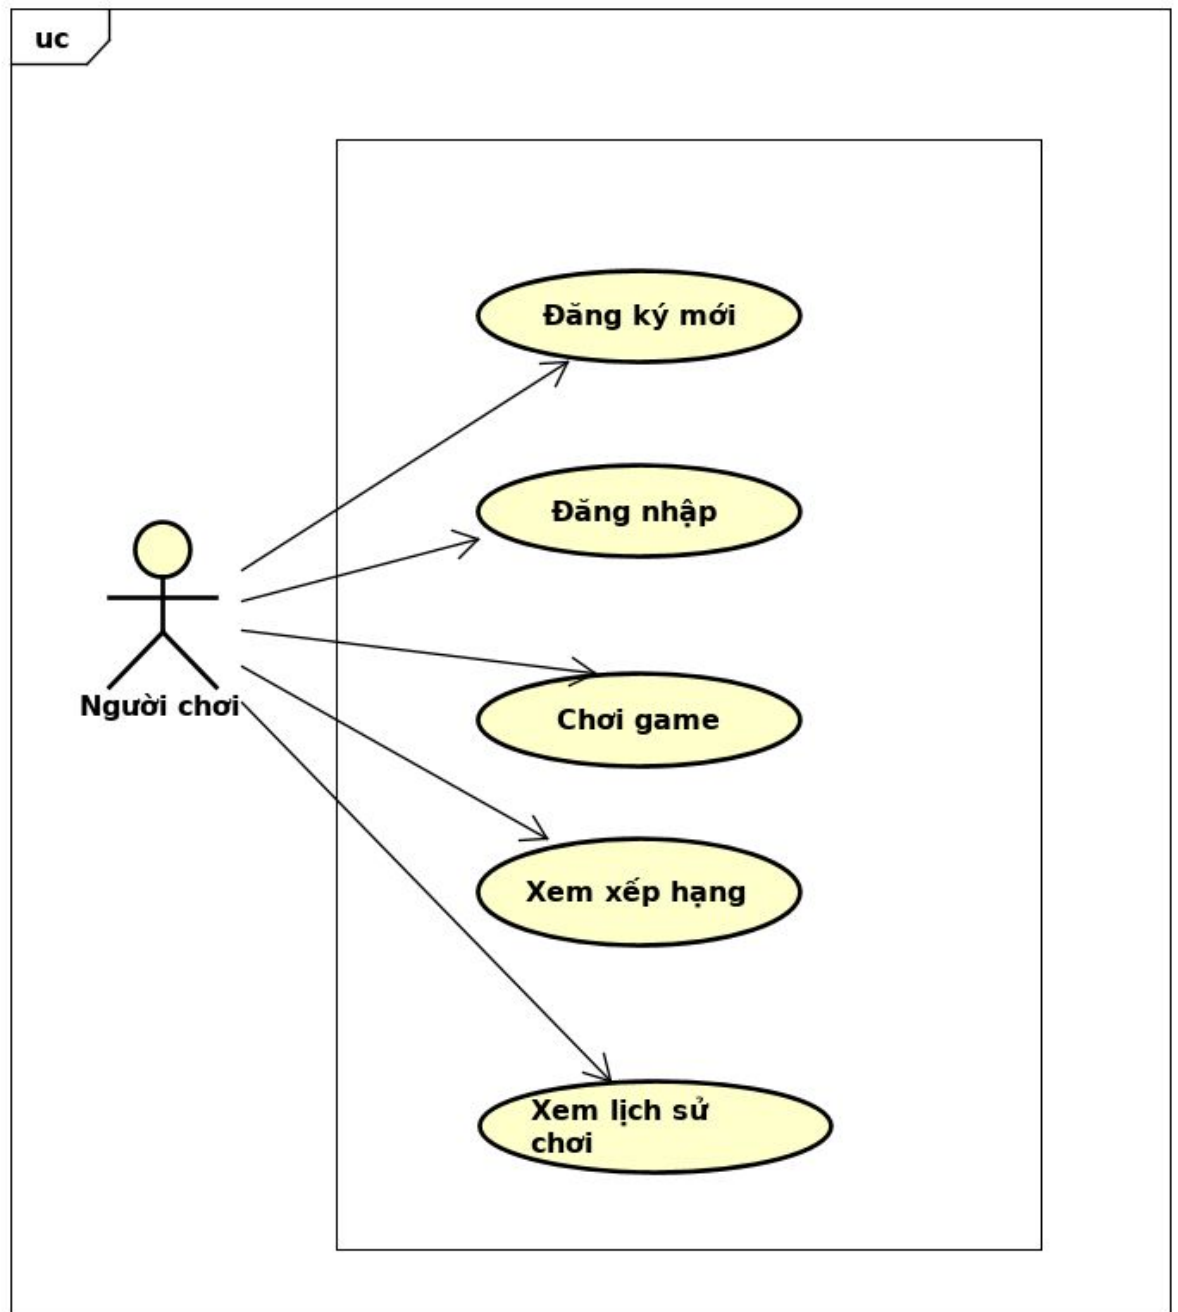 uc
Đăng ký mới
Đăng nhập
Người chơi
Chơi game
Xem xếp hạng
Xem lịch sử
chơi